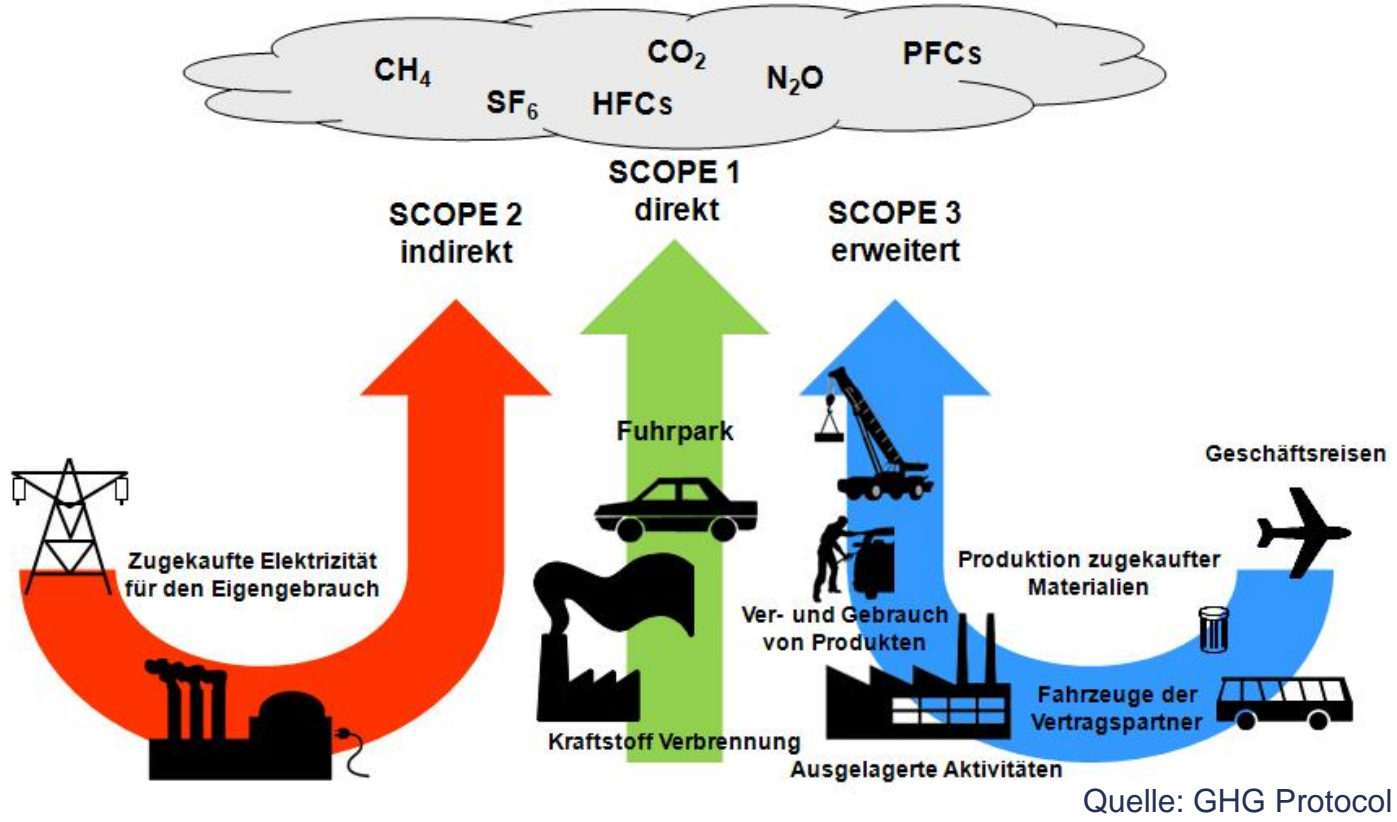 CH₄
CO₂
PFCs
SF₆
HFCs
N₂O
SCOPE 2
indirekt
SCOPE 1
direkt
SCOPE 3
erweitert
Zugekaufte Elektrizität
für den Eigengebrauch
Fuhrpark
Kraftstoff Verbrennung
Ver- und Gebrauch
von Produkten
Ausgelagerte Aktivitäten
Geschäftsreisen
Produktion zugekaufter
Materialien
Fahrzeuge der
Vertragspartner
Quelle: GHG Protocol